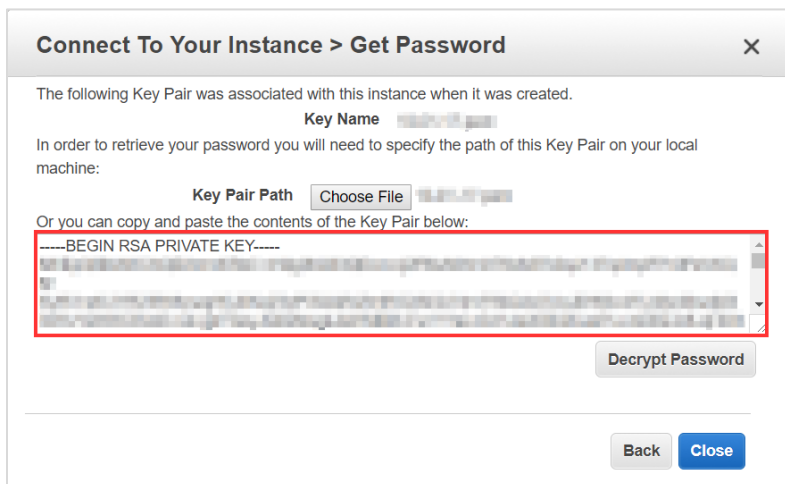 Connect To Your Instance > Get Password
The following Key Pair was associated with this instance when it was created.
Key Name
In order to retrieve your password you will need to specify the path of this Key Pair on your local
machine:
Key Pair Path Choose File
Or you can copy and paste the contents of the Key Pair below:
-----BEGIN RSA PRIVATE KEY-----
Decrypt Password
Back Close